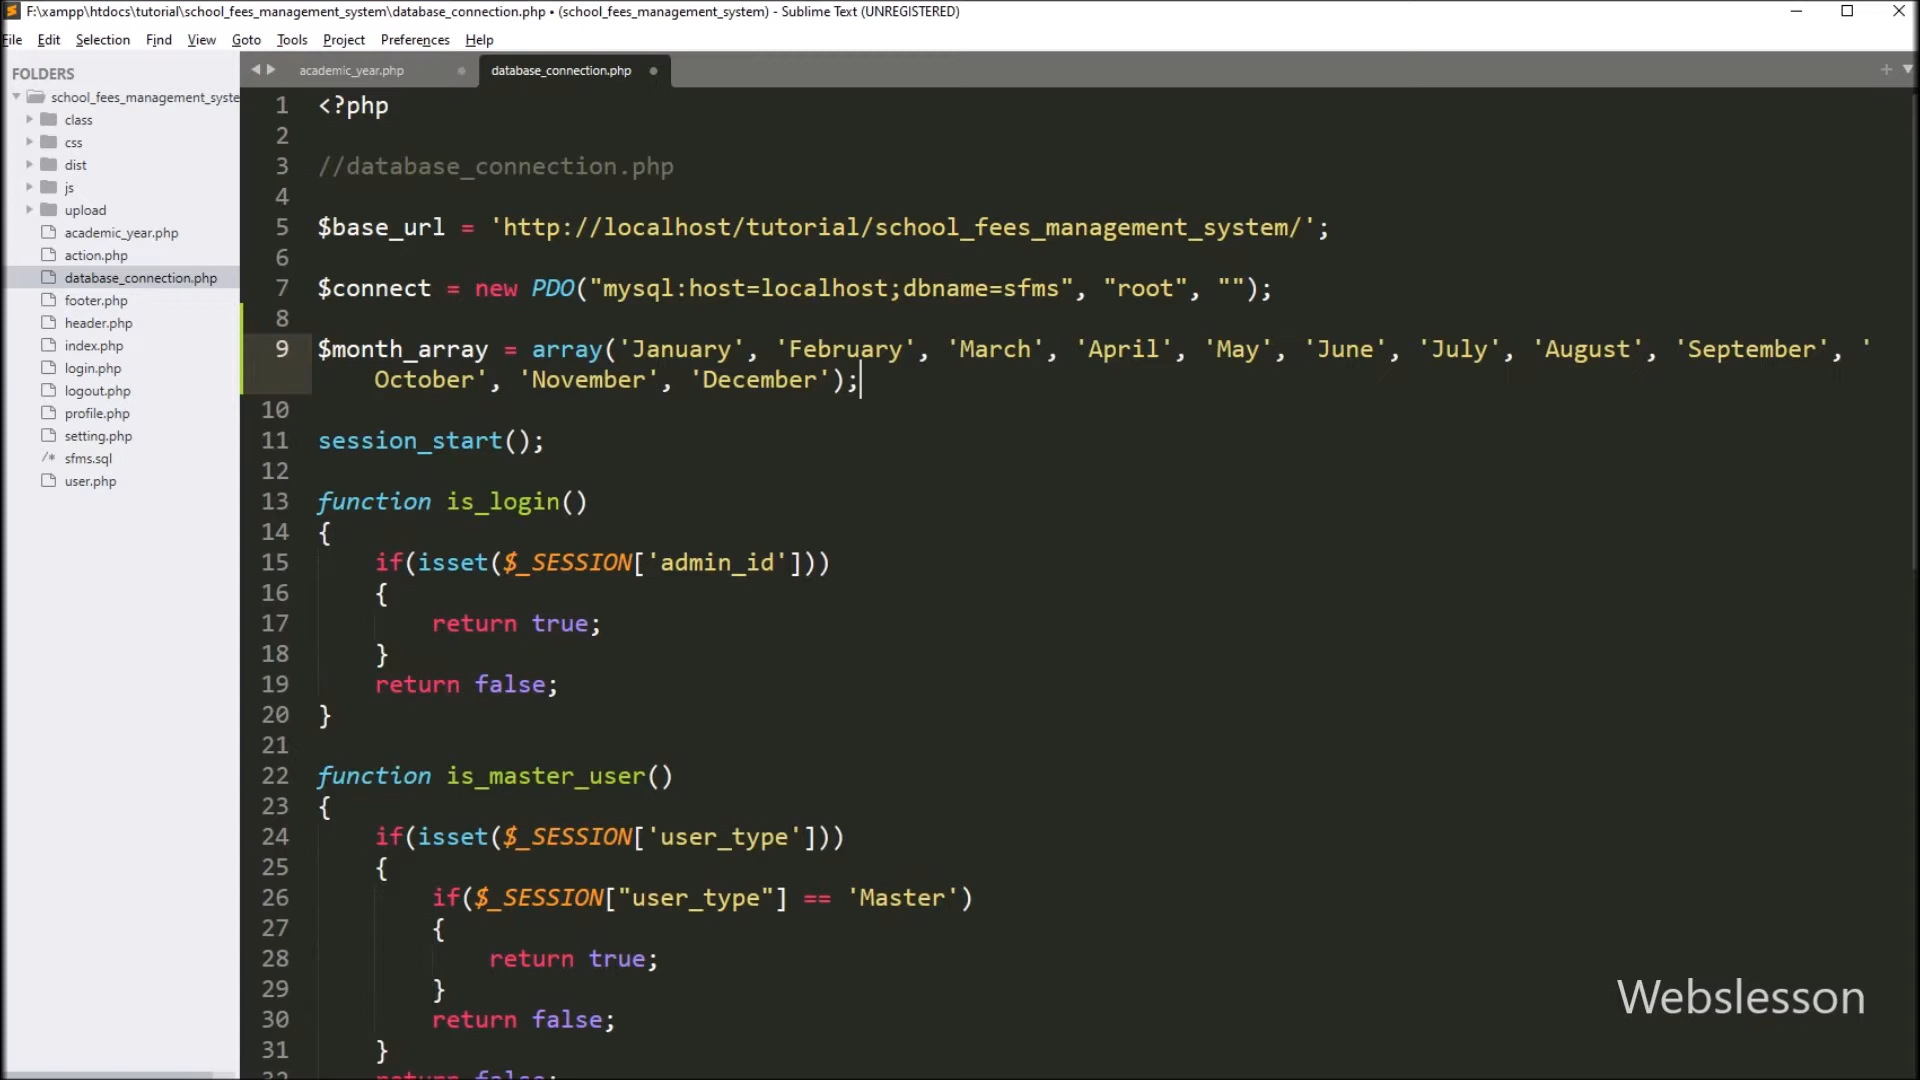 F:\xampp\htdocs\tutorial\school_fees_management_system\database_connection.php • (school_fees_management_system) - Sublime Text (UNREGISTERED)
File Edit Selection Find View Goto Tools Project Preferences Help
FOLDERS
school_fees_management_syste
class
css
dist
js
upload
academic_year.php
action.php
database_connection.php
footer.php
header.php
index.php
login.php
logout.php
profile.php
setting.php
/* sfms.sql
user.php
academic_year.php database_connection.php
1 <?php
2
3 //database_connection.php
4
5 $base_url = 'http://localhost/tutorial/school_fees_management_system/';
6
7 $connect = new PDO("mysql:host=localhost;dbname=sfms", "root", "");
8
9 $month_array = array('January', 'February', 'March', 'April', 'May', 'June', 'July', 'August', 'September', '
October', 'November', 'December');
10
11 session_start();
12
13 function is_login()
14 {
15 if(isset($_SESSION['admin_id']))
16 {
17 return true;
18 }
19 return false;
20 }
21
22 function is_master_user()
23 {
24 if(isset($_SESSION['user_type']))
25 {
26 if($_SESSION["user_type"] == 'Master')
27 {
28 return true;
29 }
30 return false;
31 }
32 return false;
Webslesson